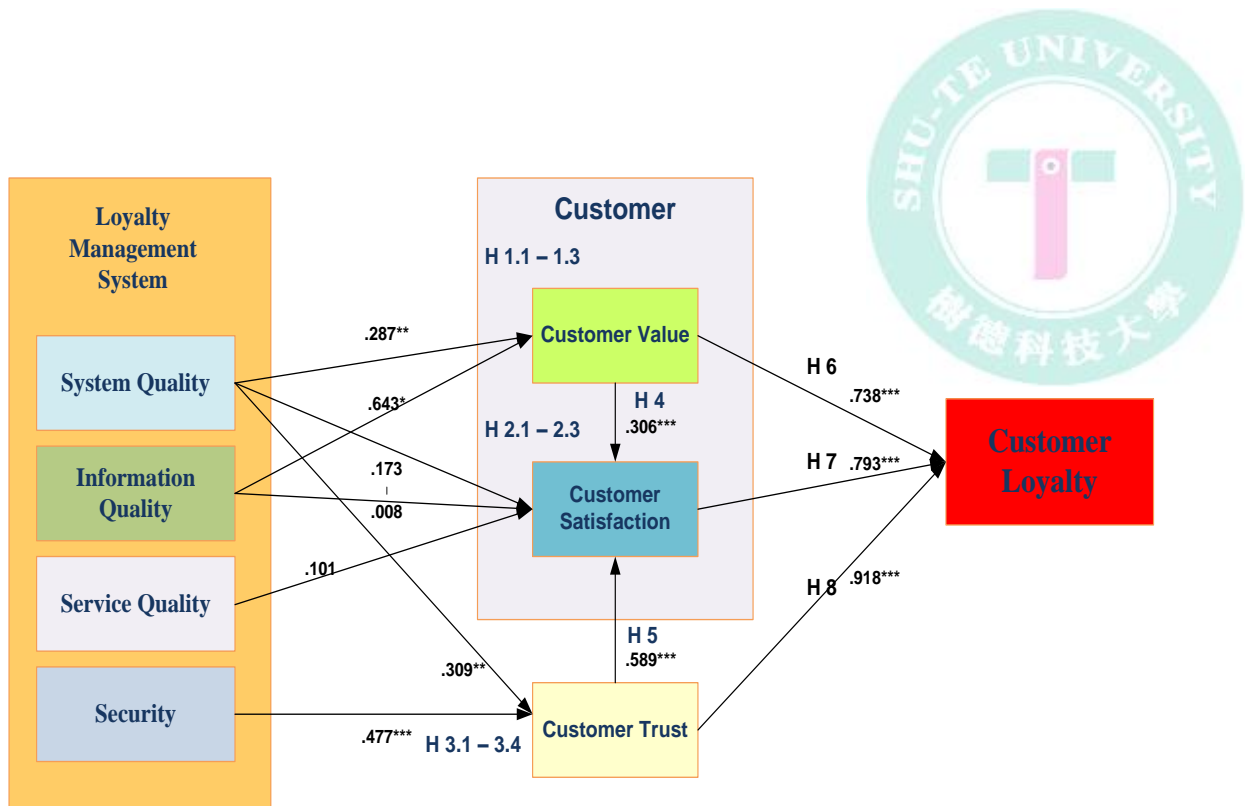 SHU-TE UNIVERSITY
樹德科技大學
Loyalty
Management
System
System Quality
Information
Quality
Service Quality
Security
Customer
H 1.1 – 1.3
Customer Value
.287**
.643*
H 4
.306***
H 2.1 – 2.3
.173
–
.008
Customer
Satisfaction
.101
H 5
.589***
.309**
.477***
H 3.1 – 3.4
Customer Trust
H 6
.738***
H 7
.793***
H 8
.918***
Customer
Loyalty